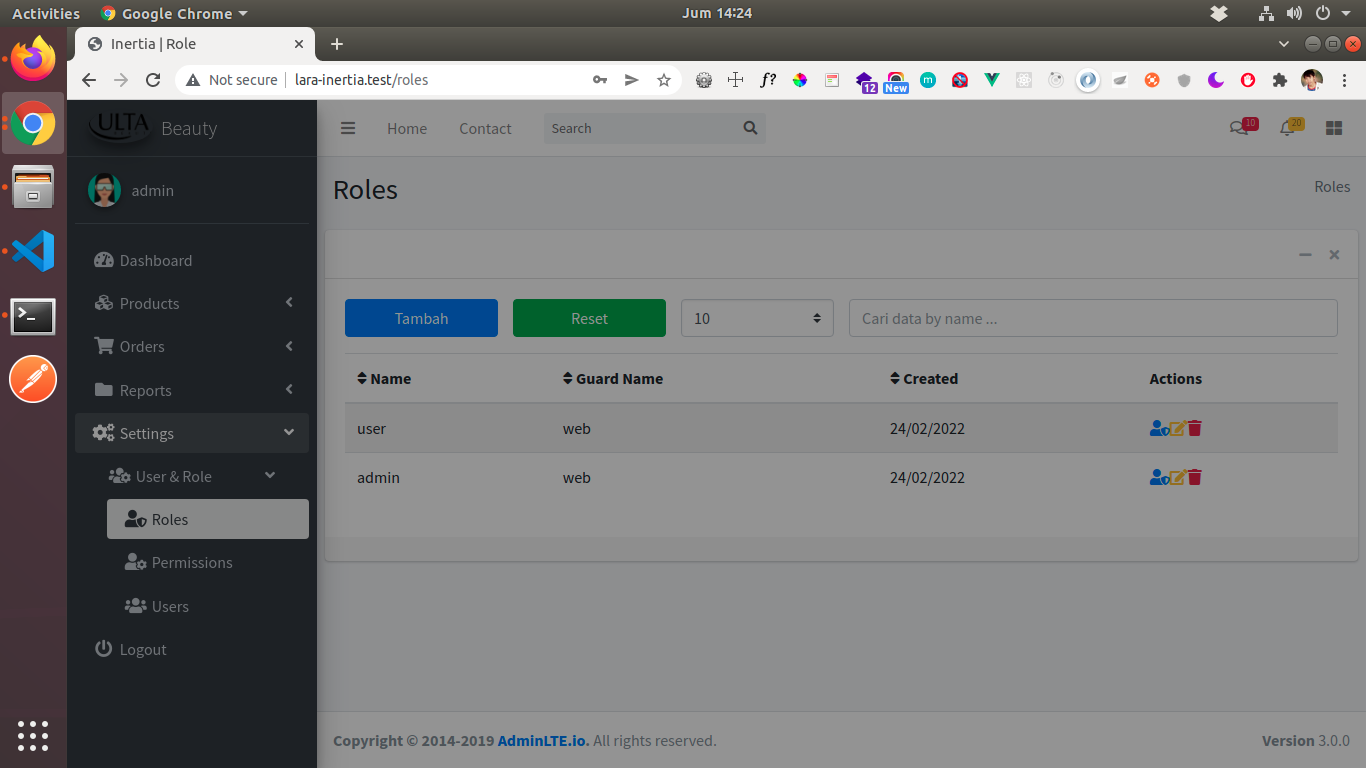 Activities Google Chrome Jum 14:24
Inertia | Role
Not secure lara-inertia.test/roles
12 New
ULTA Beauty
Home Contact Search 10 20
admin
Roles Roles
Dashboard
Products
Orders
Reports
Settings
User & Role
Roles
Permissions
Users
Logout
Tambah Reset 10 Cari data by name ...
Name Guard Name Created Actions
user web 24/02/2022
admin web 24/02/2022
Copyright © 2014-2019 AdminLTE.io. All rights reserved. Version 3.0.0